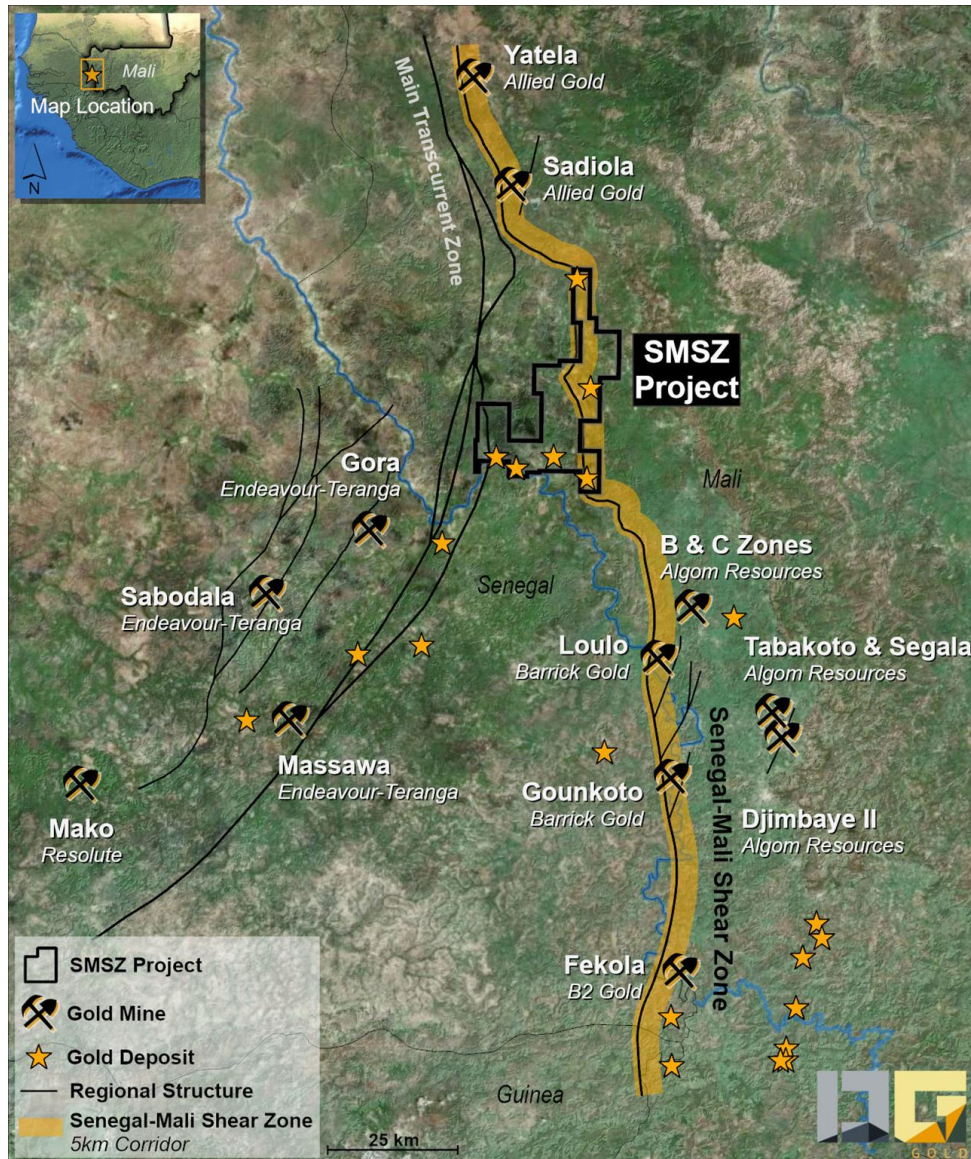 Mali
Map Location
N
Yatela
Allied Gold
Main Transcurrent Zone
Sadiola
Allied Gold
SMSZ
Project
Gora
Endeavour-Teranga
Mali
B & C Zones
Algom Resources
Senegal
Sabodala
Endeavour-Teranga
Loulo
Barrick Gold
Tabakoto & Segala
Algom Resources
Senegal-Mali Shear Zone
Massawa
Endeavour-Teranga
Gounkoto
Barrick Gold
Mako
Resolute
Djimbaye II
Algom Resources
Fekola
B2 Gold
SMSZ Project
Gold Mine
Gold Deposit
Regional Structure
Senegal-Mali Shear Zone
5km Corridor
Guinea
25 km
DG
GOLD